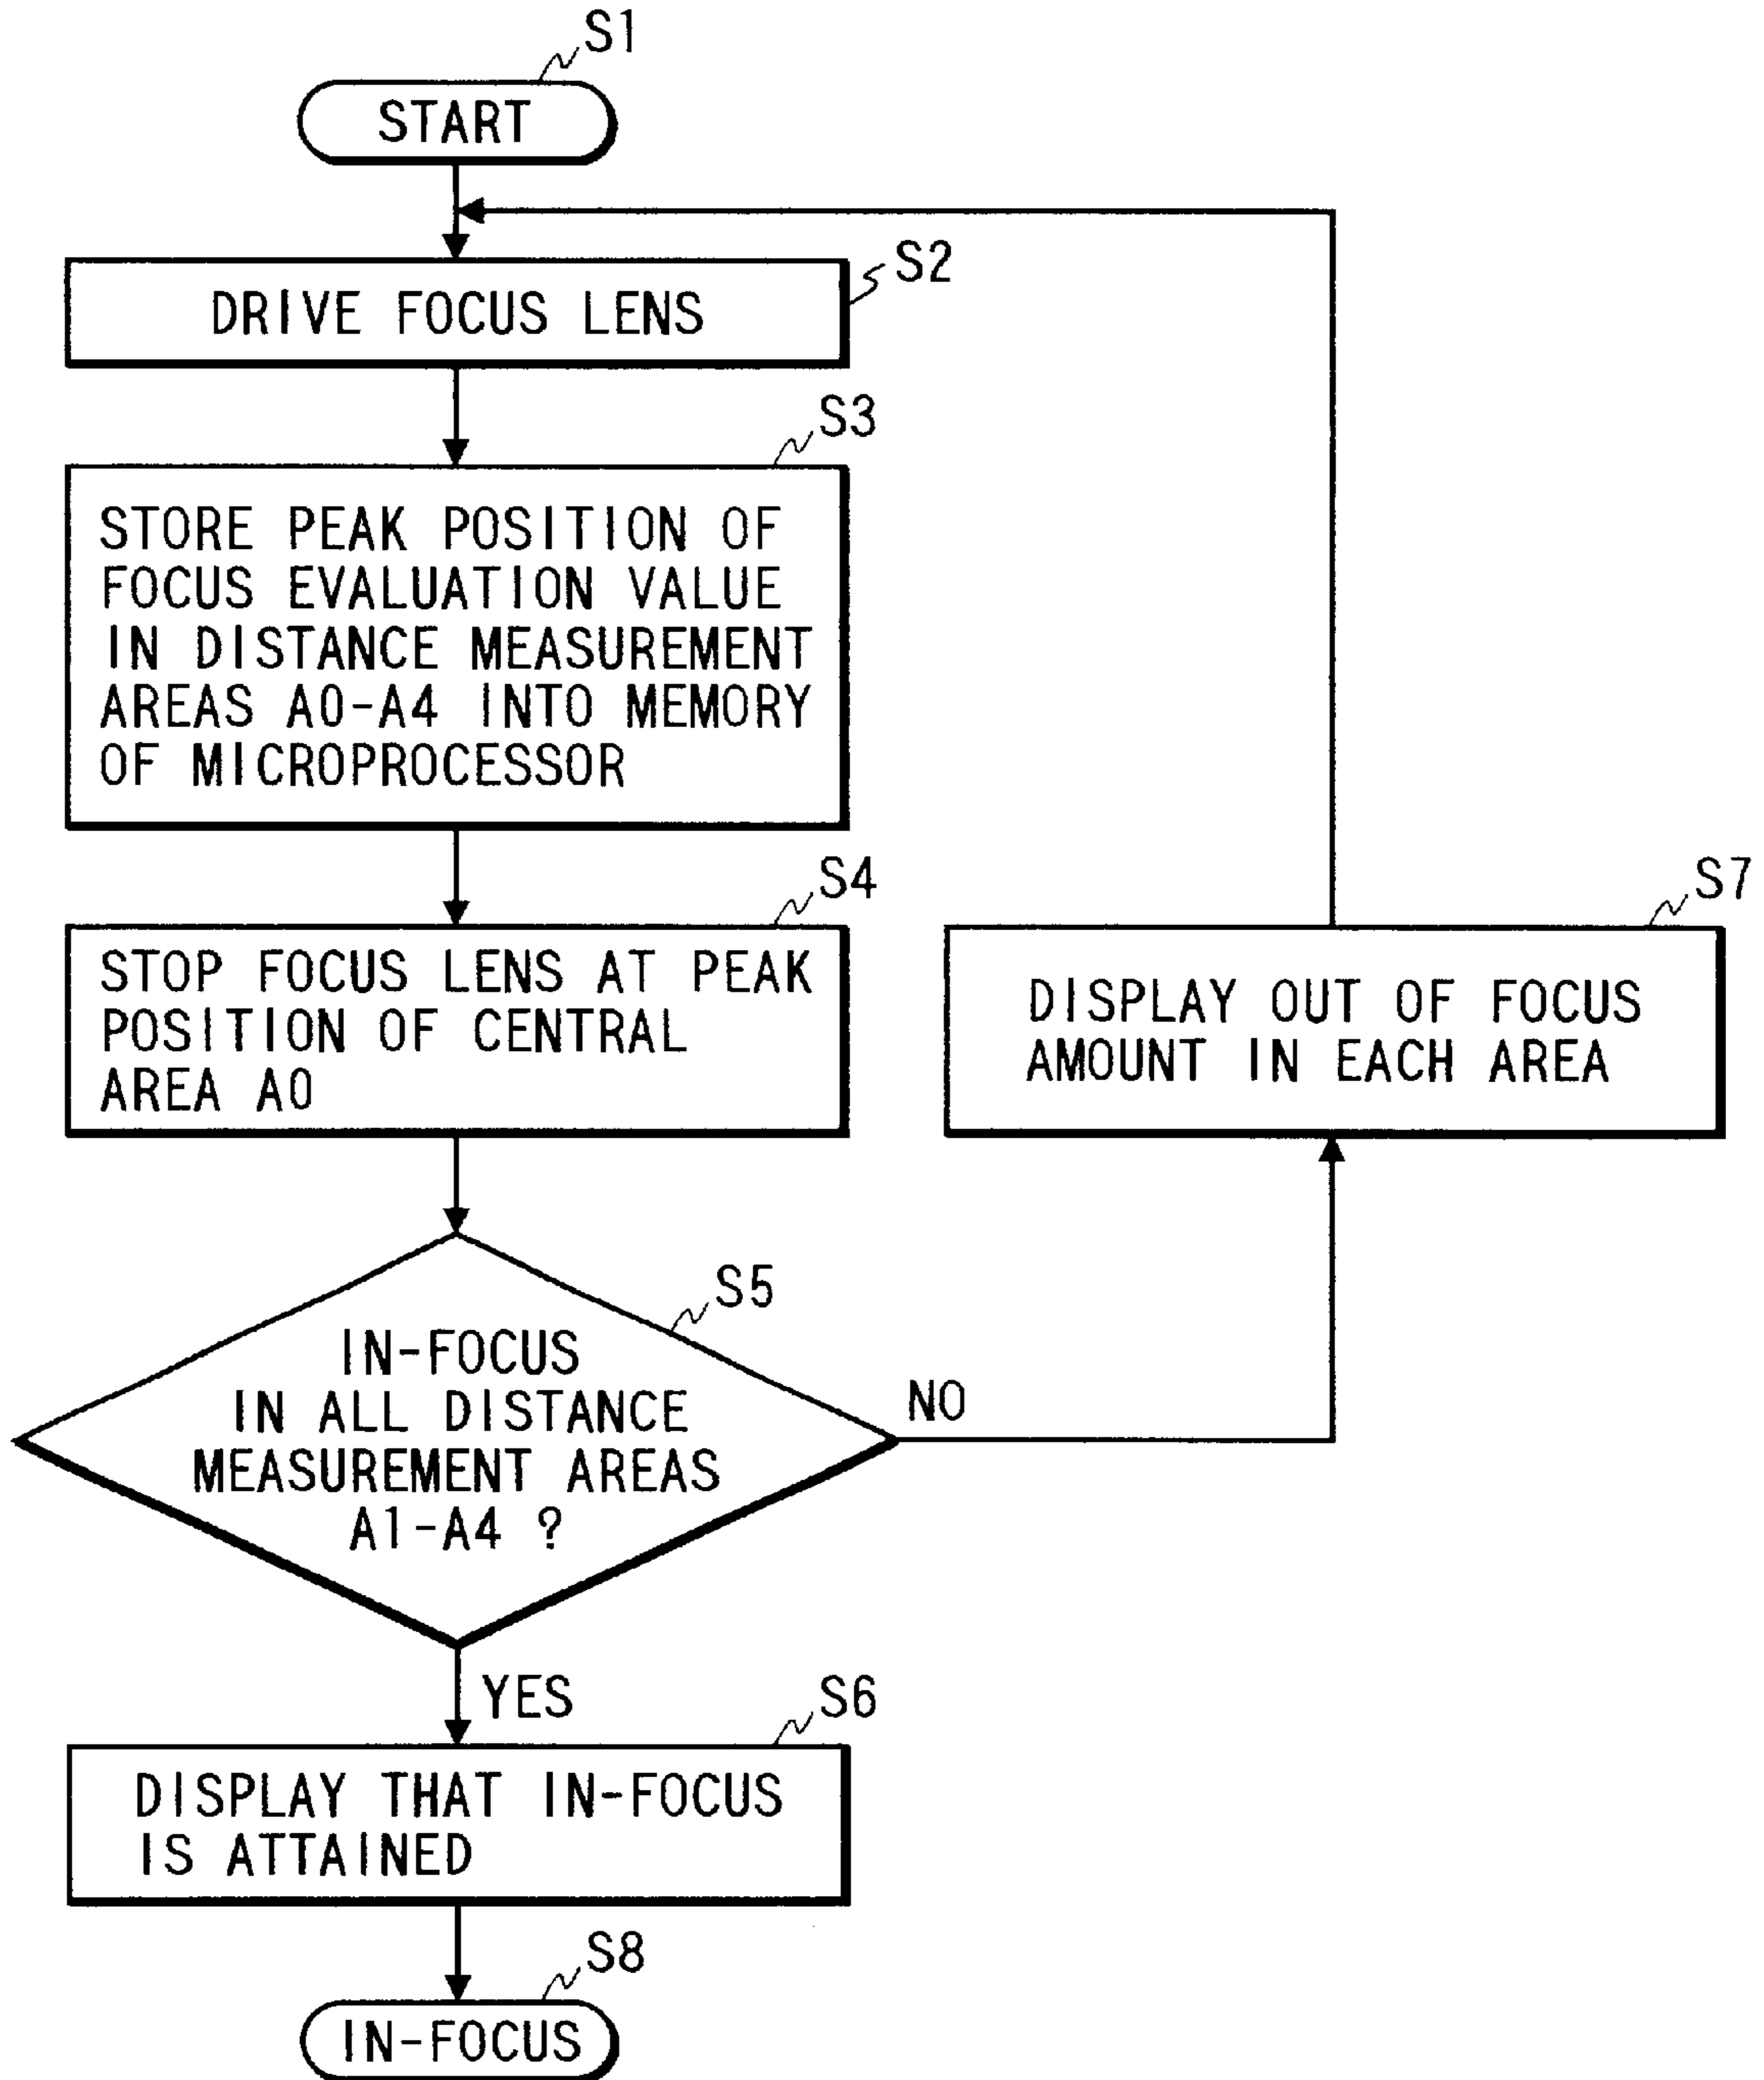 S1
START
S2
DRIVE FOCUS LENS
S3
STORE PEAK POSITION OF
FOCUS EVALUATION VALUE
IN DISTANCE MEASUREMENT
AREAS A0-A4 INTO MEMORY
OF MICROPROCESSOR
S4
STOP FOCUS LENS AT PEAK
POSITION OF CENTRAL
AREA A0
S7
DISPLAY OUT OF FOCUS
AMOUNT IN EACH AREA
S5
IN-FOCUS
IN ALL DISTANCE
MEASUREMENT AREAS
A1-A4 ?
NO
YES
S6
DISPLAY THAT IN-FOCUS
IS ATTAINED
S8
IN-FOCUS